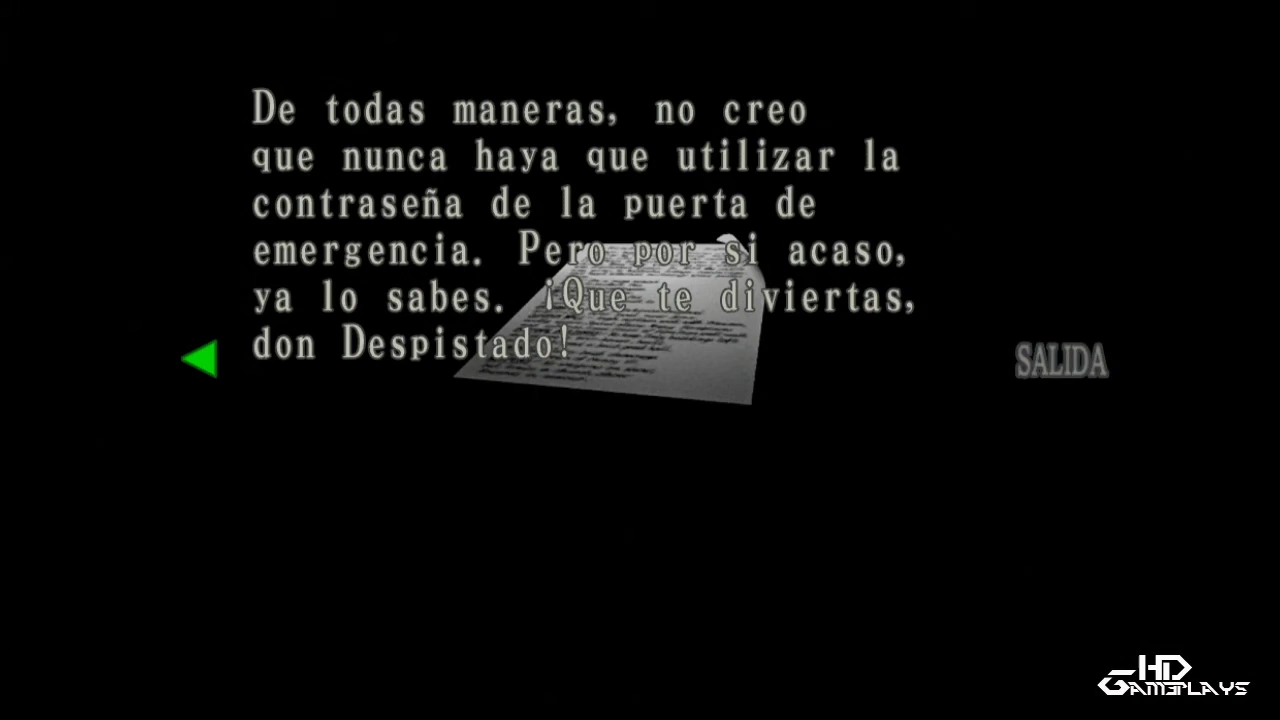 De todas maneras, no creo
que nunca haya que utilizar la
contraseña de la puerta de
emergencia. Pero por si acaso,
ya lo sabes. ¡Que te diviertas,
don Despistado!
SALIDA
HD
GAMEPLAYS